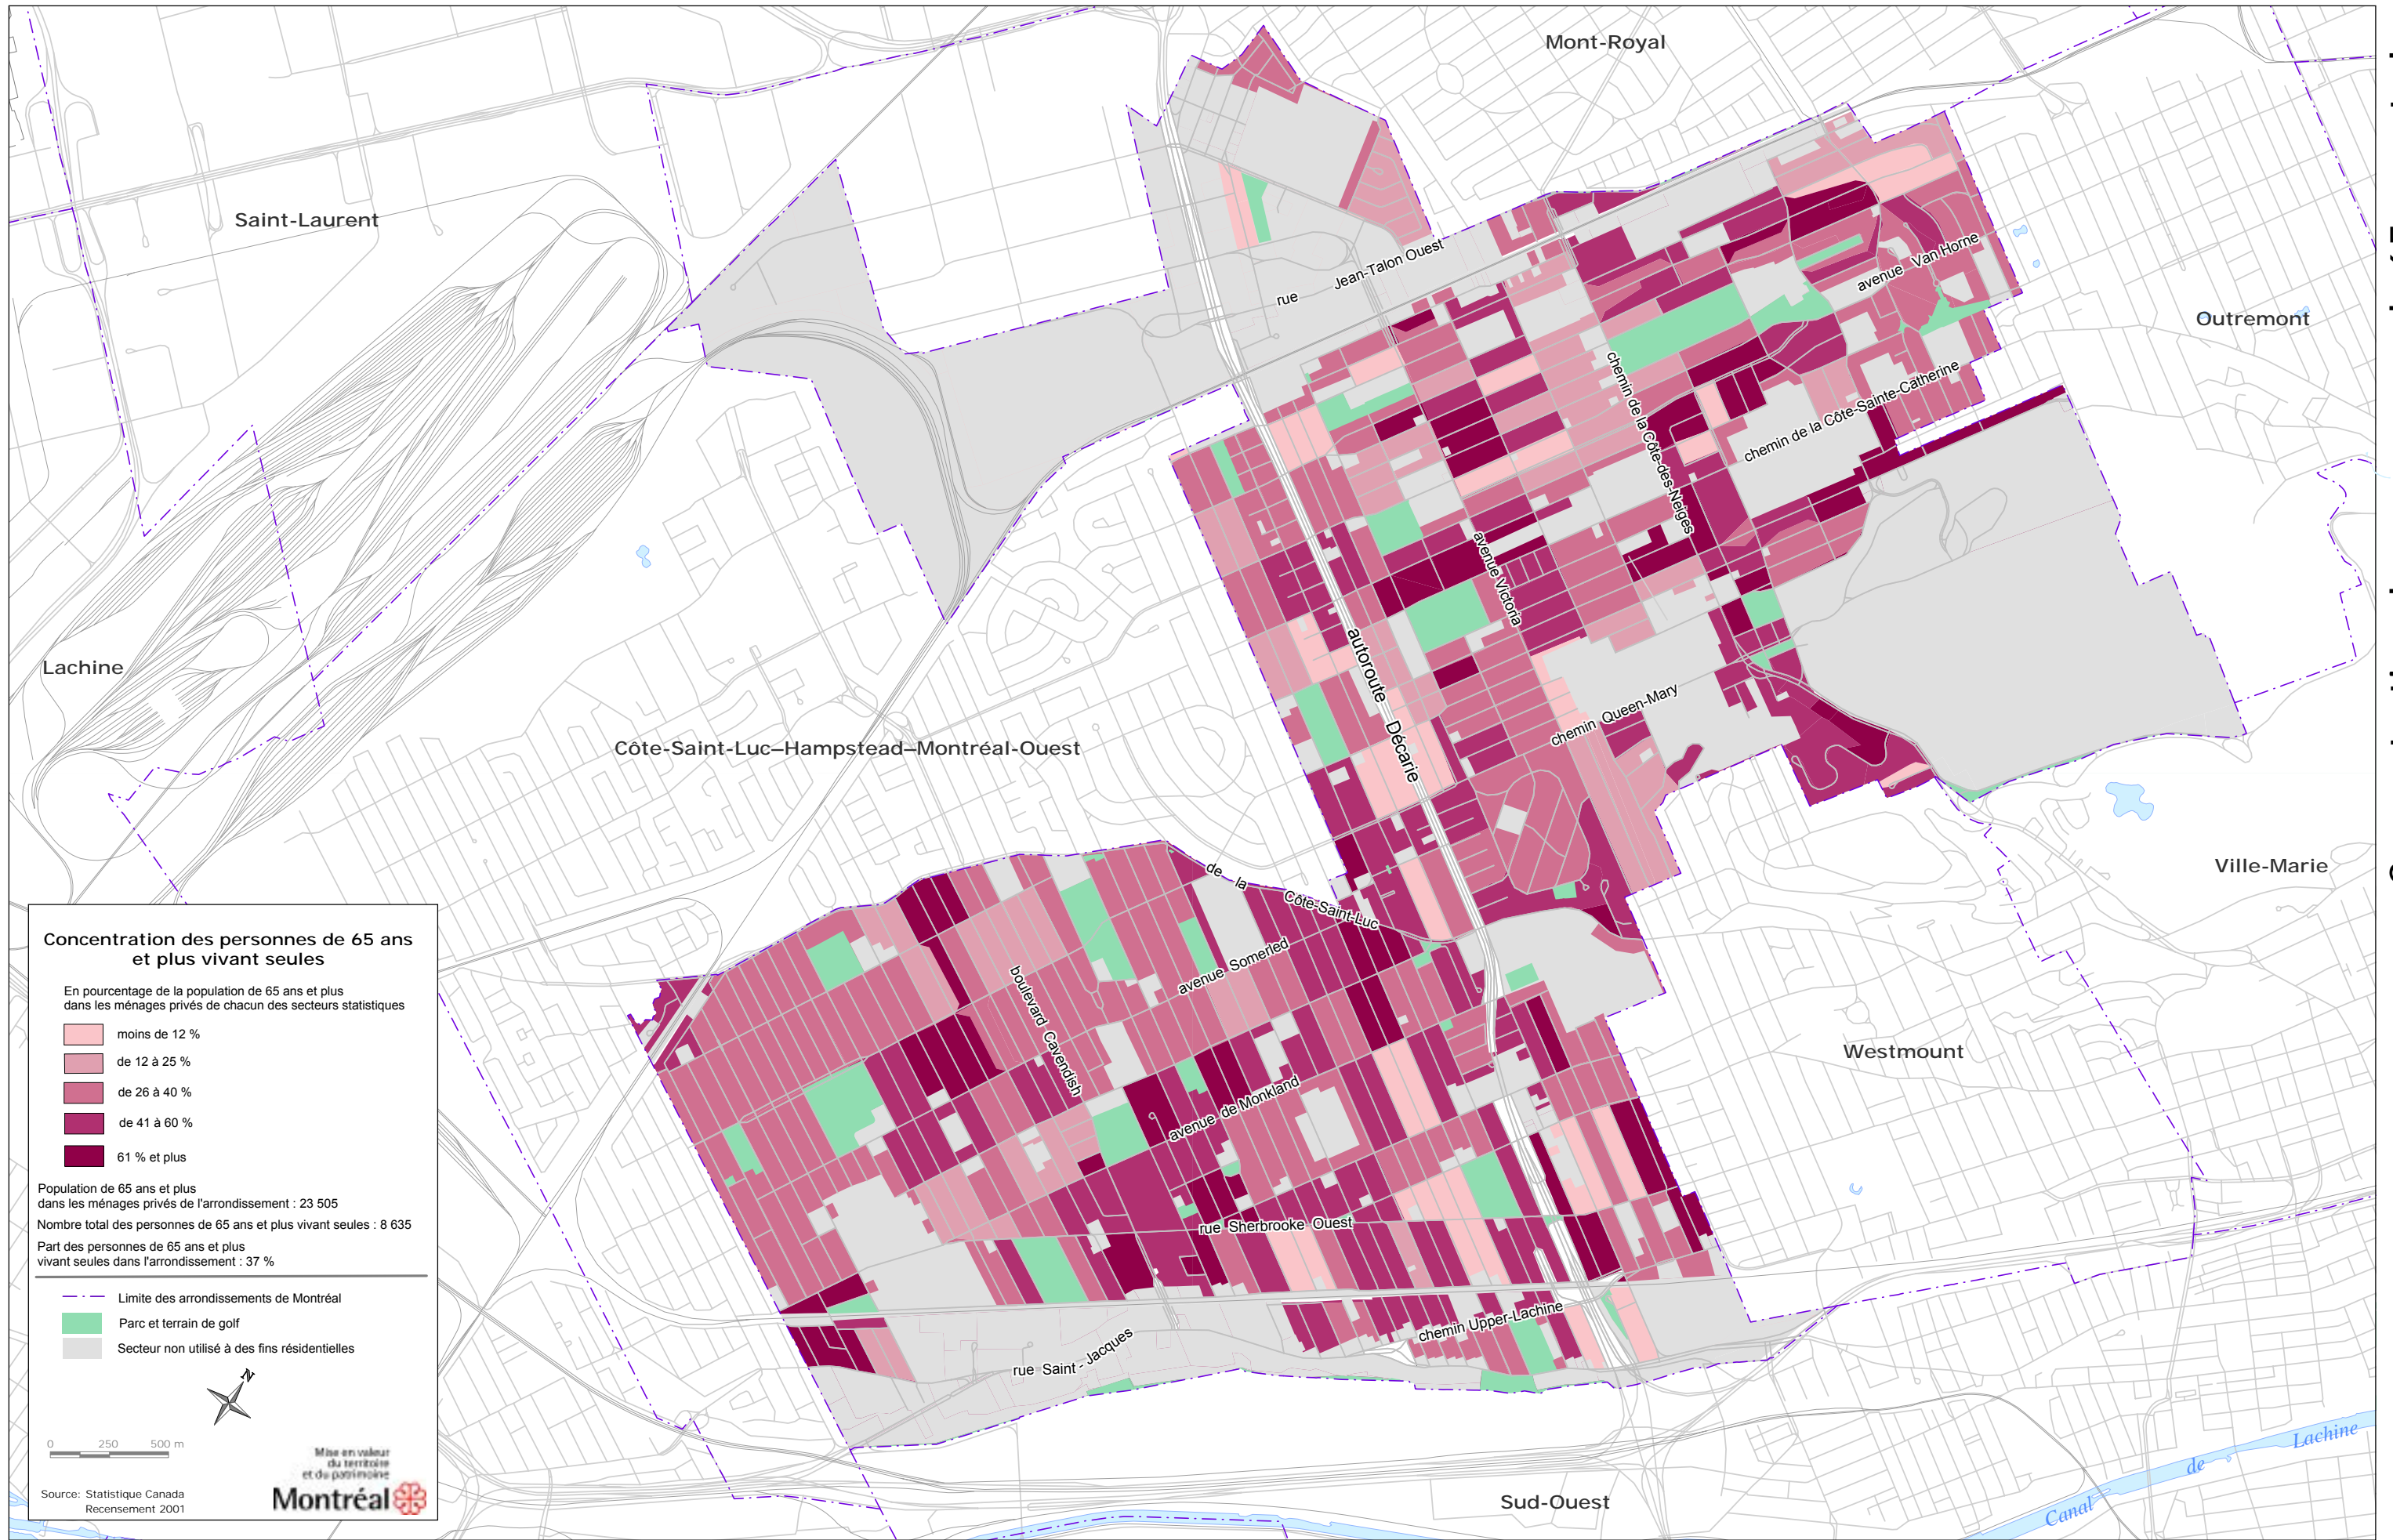 Mont-Royal
Saint-Laurent
rue Jean-Talon Ouest
avenue Van Horne
Outremont
chemin de la Côte-des-Neiges
chemin de la Côte-Sainte-Catherine
avenue Victoria
Lachine
autoroute Décarie
chemin Queen-Mary
Côte-Saint-Luc–Hampstead–Montréal-Ouest
Ville-Marie
de la Côte-Saint-Luc
avenue Somerled
boulevard Cavendish
Westmount
avenue de Monkland
rue Sherbrooke Ouest
chemin Upper-Lachine
rue Saint-Jacques
Sud-Ouest
Canal de Lachine
Concentration des personnes de 65 ans
et plus vivant seules
En pourcentage de la population de 65 ans et plus
dans les ménages privés de chacun des secteurs statistiques
moins de 12 %
de 12 à 25 %
de 26 à 40 %
de 41 à 60 %
61 % et plus
Population de 65 ans et plus
dans les ménages privés de l'arrondissement : 23 505
Nombre total des personnes de 65 ans et plus vivant seules : 8 635
Part des personnes de 65 ans et plus
vivant seules dans l'arrondissement : 37 %
Limite des arrondissements de Montréal
Parc et terrain de golf
Secteur non utilisé à des fins résidentielles
N
0 250 500 m
Mise en valeur
du territoire
et du patrimoine
Montréal
Source: Statistique Canada
Recensement 2001